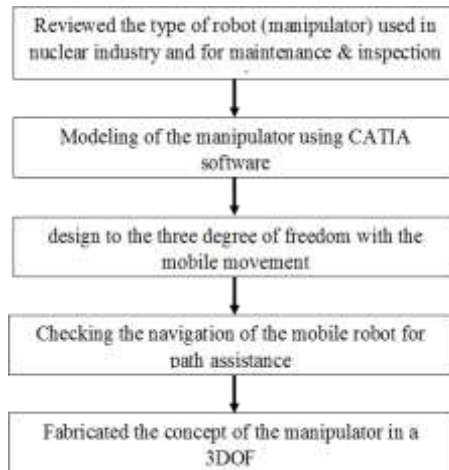 Reviewed the type of robot (manipulator) used in
nuclear industry and for maintenance & inspection
Modeling of the manipulator using CATIA
software
design to the three degree of freedom with the
mobile movement
Checking the navigation of the mobile robot for
path assistance
Fabricated the concept of the manipulator in a
3DOF